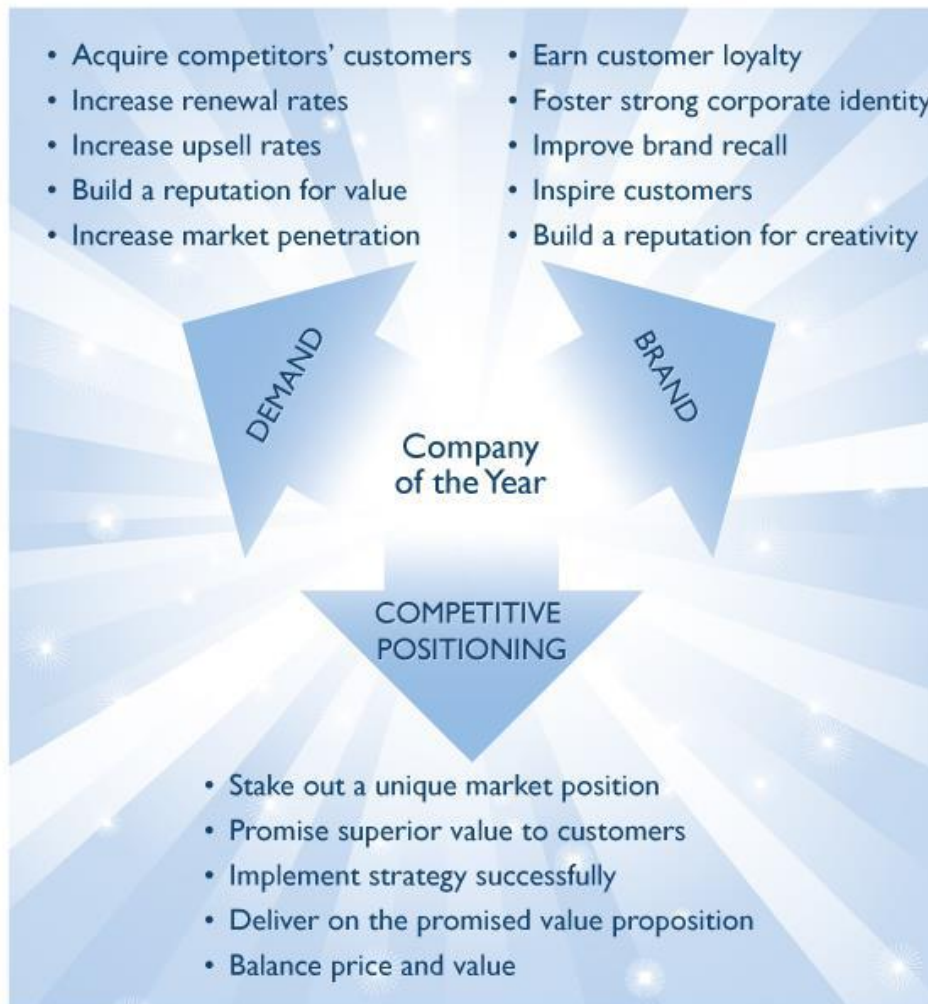 • Acquire competitors’ customers
• Increase renewal rates
• Increase upsell rates
• Build a reputation for value
• Increase market penetration
• Earn customer loyalty
• Foster strong corporate identity
• Improve brand recall
• Inspire customers
• Build a reputation for creativity
DEMAND
BRAND
Company
of the Year
COMPETITIVE
POSITIONING
• Stake out a unique market position
• Promise superior value to customers
• Implement strategy successfully
• Deliver on the promised value proposition
• Balance price and value